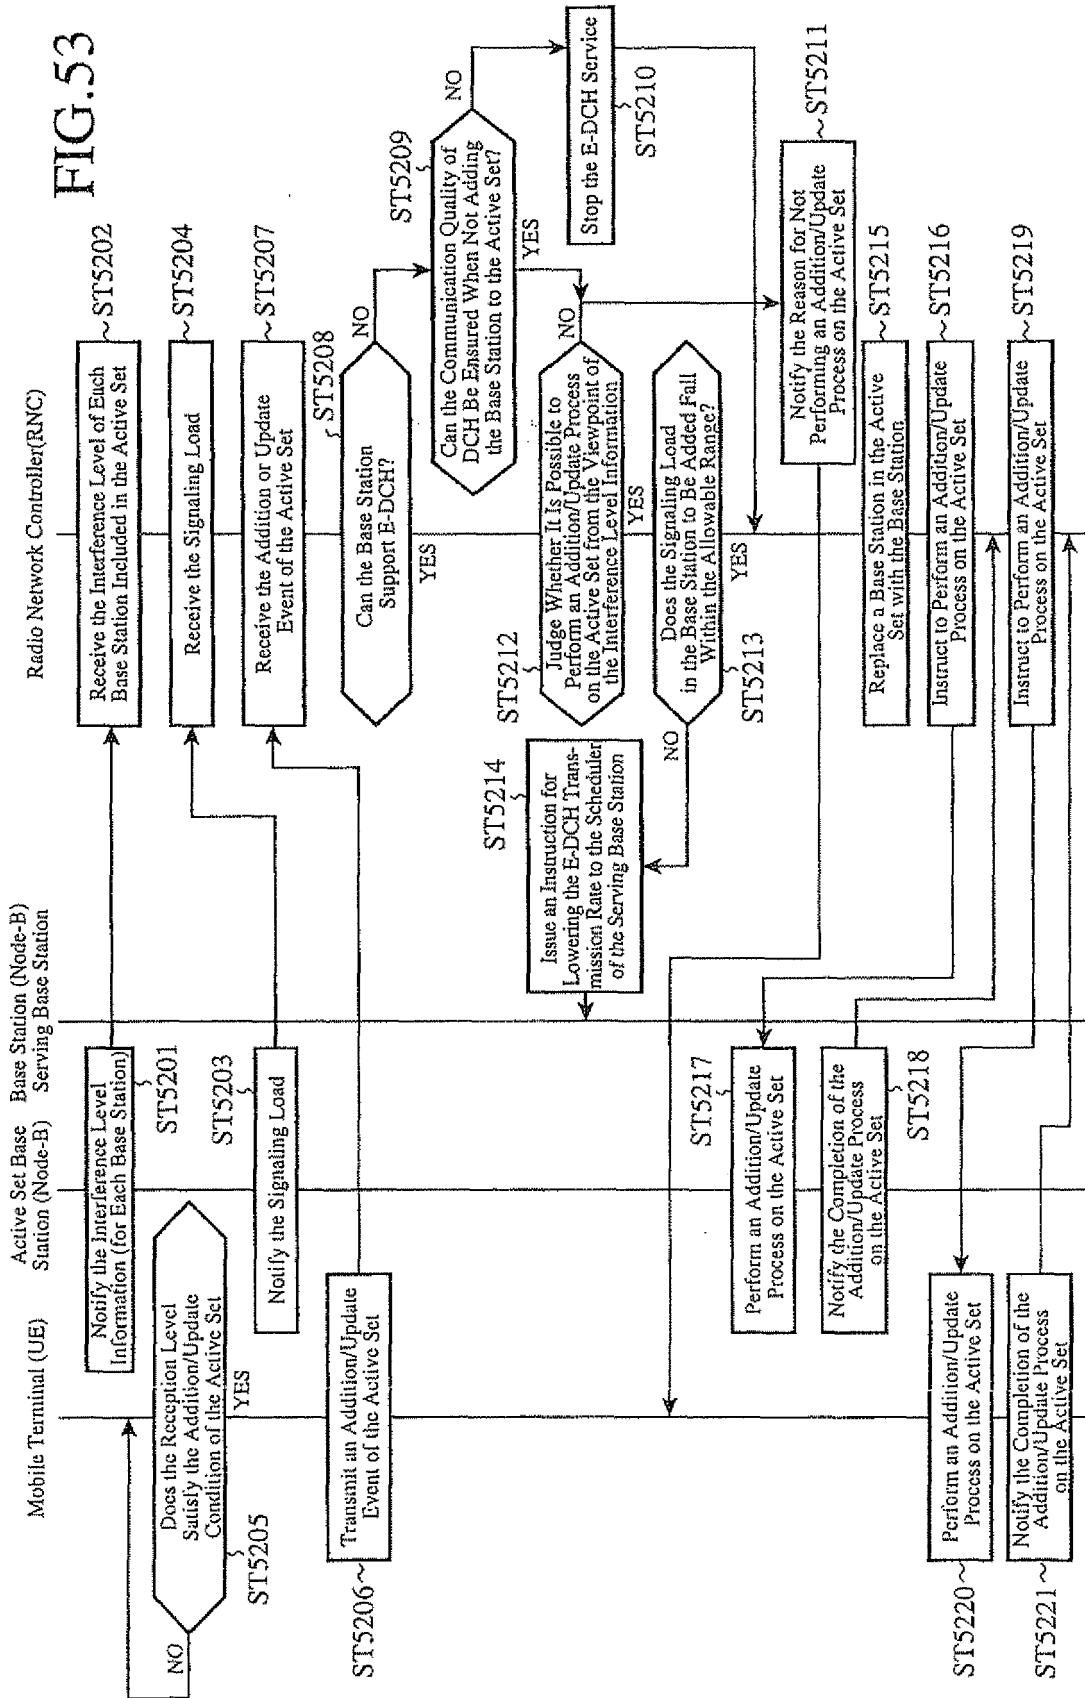 FIG.53
Mobile Terminal (UE)
Active Set Base
Station (Node-B)
Base Station (Node-B)
Serving Base Station
Radio Network Controller(RNC)
Notify the Interference Level
Information (for Each Base Station)
ST5201
Receive the Interference Level of Each
Base Station Included in the Active Set
ST5202
Does the Reception Level
Satisfy the Addition/Update
Condition of the Active Set
NO
YES
ST5205
Notify the Signaling Load
ST5203
Receive the Signaling Load
ST5204
Transmit an Addition/Update
Event of the Active Set
ST5206
Receive the Addition or Update
Event of the Active Set
ST5207
Can the Base Station
Support E-DCH?
ST5208
NO
YES
Can the Communication Quality of
DCH Be Ensured When Not Adding
the Base Station to the Active Set?
ST5209
NO
YES
Stop the E-DCH Service
ST5210
Judge Whether It Is Possible to
Perform an Addition/Update Process
on the Active Set from the Viewpoint of
the Interference Level Information
ST5212
NO
YES
Does the Signaling Load
in the Base Station to Be Added Fall
Within the Allowable Range?
ST5213
NO
YES
Issue an Instruction for
Lowering the E-DCH Trans-
mission Rate to the Scheduler
of the Serving Base Station
ST5214
Notify the Reason for Not
Performing an Addition/Update
Process on the Active Set
ST5211
Replace a Base Station in the Active
Set with the Base Station
ST5215
Instruct to Perform an Addition/Update
Process on the Active Set
ST5216
Perform an Addition/Update
Process on the Active Set
ST5217
Notify the Completion of the
Addition/Update Process
on the Active Set
ST5218
Instruct to Perform an Addition/Update
Process on the Active Set
ST5219
Perform an Addition/Update
Process on the Active Set
ST5220
Notify the Completion of the
Addition/Update Process
on the Active Set
ST5221